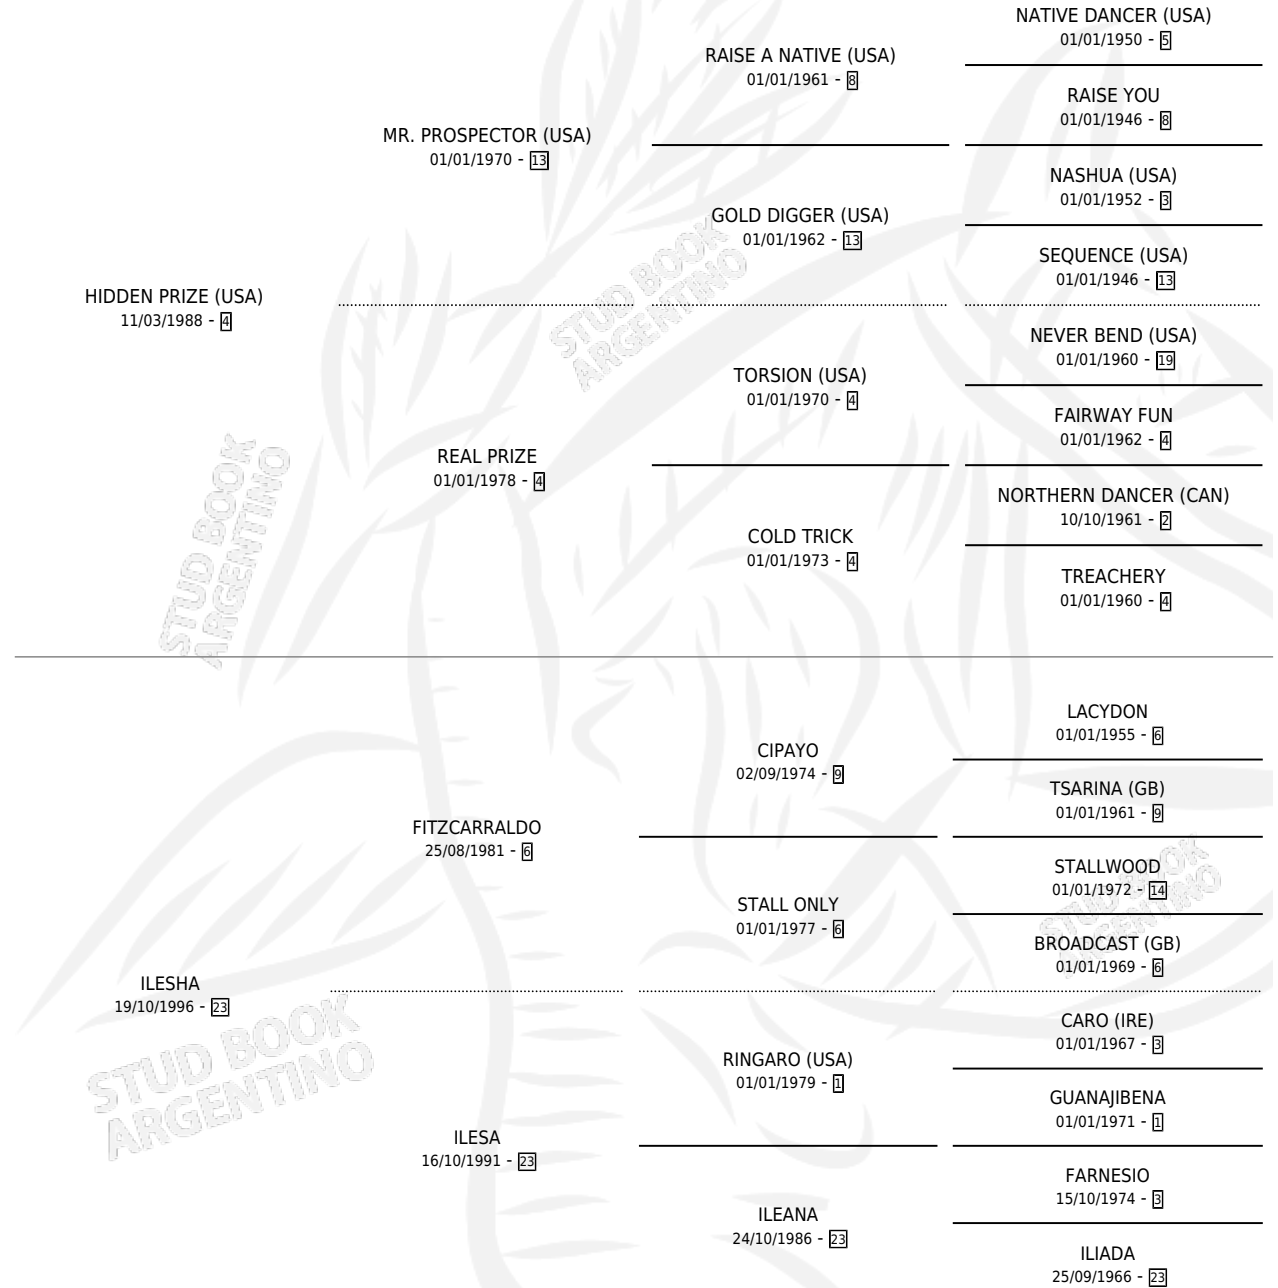 NATIVE DANCER (USA)
01/01/1950 - 5
RAISE A NATIVE (USA)
01/01/1961 - 8
RAISE YOU
01/01/1946 - 8
MR. PROSPECTOR (USA)
01/01/1970 - 13
NASHUA (USA)
01/01/1952 - 3
GOLD DIGGER (USA)
01/01/1962 - 13
SEQUENCE (USA)
01/01/1946 - 13
HIDDEN PRIZE (USA)
11/03/1988 - 4
STUD BOOK
ARGENTINO
NEVER BEND (USA)
01/01/1960 - 19
TORSION (USA)
01/01/1970 - 4
FAIRWAY FUN
01/01/1962 - 4
REAL PRIZE
01/01/1978 - 4
NORTHERN DANCER (CAN)
10/10/1961 - 2
COLD TRICK
01/01/1973 - 4
TREACHERY
01/01/1960 - 4
STUD BOOK
ARGENTINO
LACYDON
01/01/1955 - 6
CIPAYO
02/09/1974 - 9
TSARINA (GB)
01/01/1961 - 9
FITZCARRALDO
25/08/1981 - 6
STALLWOOD
01/01/1972 - 14
STALL ONLY
01/01/1977 - 6
BROADCAST (GB)
01/01/1969 - 6
STUD BOOK
ARGENTINO
ILESHA
19/10/1996 - 23
CARO (IRE)
01/01/1967 - 3
RINGARO (USA)
01/01/1979 - 1
GUANAJIBENA
01/01/1971 - 1
STUD BOOK
ARGENTINO
ILESA
16/10/1991 - 23
FARNESIO
15/10/1974 - 3
ILEANA
24/10/1986 - 23
ILIADA
25/09/1966 - 23